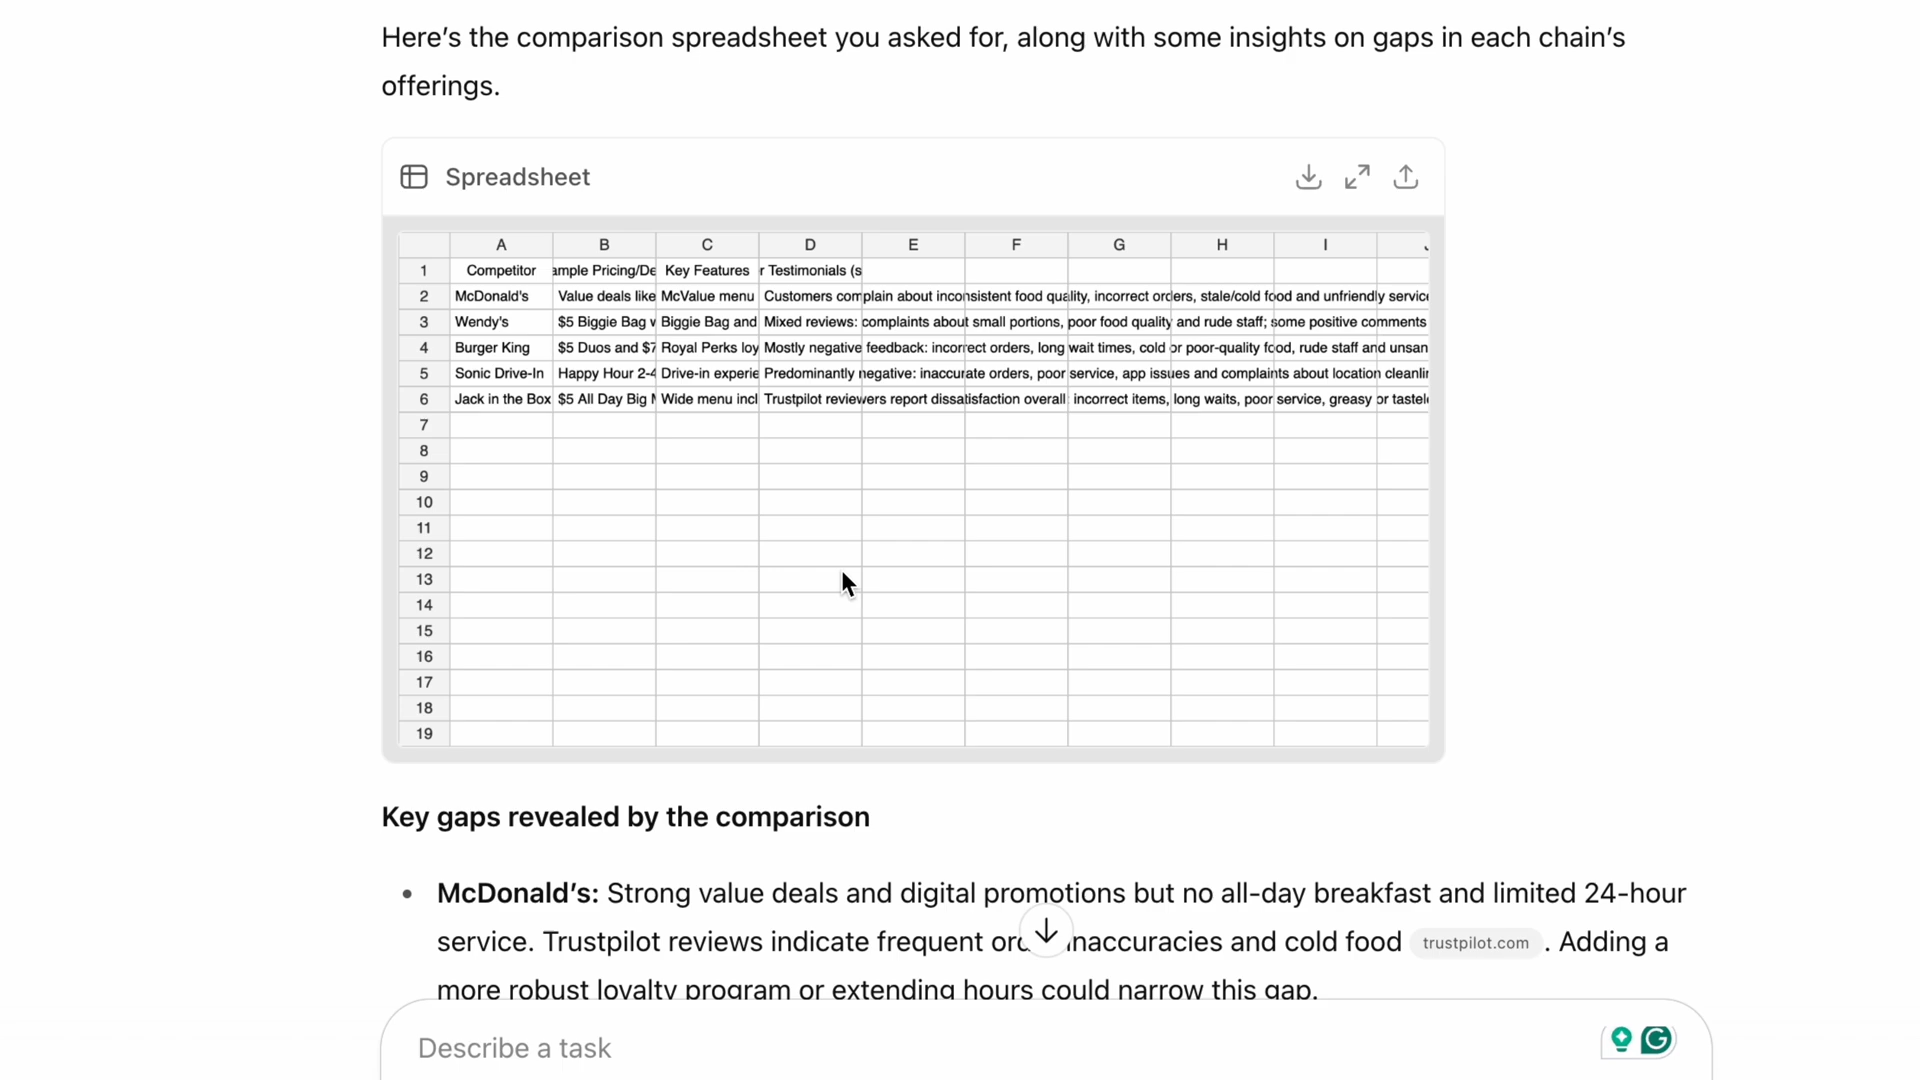 Here’s the comparison spreadsheet you asked for, along with some insights on gaps in each chain’s
offerings.
Spreadsheet
A B C D E F G H I
1 Competitor ample Pricing/De Key Features r Testimonials (s
2 McDonald's Value deals like McValue menu Customers complain about inconsistent food quality, incorrect orders, stale/cold food and unfriendly service
3 Wendy's $5 Biggie Bag w Biggie Bag and Mixed reviews: complaints about small portions, poor food quality and rude staff; some positive comments
4 Burger King $5 Duos and $7 Royal Perks loy Mostly negative feedback: incorrect orders, long wait times, cold or poor-quality food, rude staff and unsan
5 Sonic Drive-In Happy Hour 2-4 Drive-in experie Predominantly negative: inaccurate orders, poor service, app issues and complaints about location cleanlin
6 Jack in the Box $5 All Day Big Wide menu incl Trustpilot reviewers report dissatisfaction overall: incorrect items, long waits, poor service, greasy or tastel
7
8
9
10
11
12
13
14
15
16
17
18
19
Key gaps revealed by the comparison
• McDonald’s: Strong value deals and digital promotions but no all-day breakfast and limited 24-hour
service. Trustpilot reviews indicate frequent inaccuracies and cold food trustpilot.com . Adding a
more robust loyalty program or extending hours could narrow this gap.
Describe a task